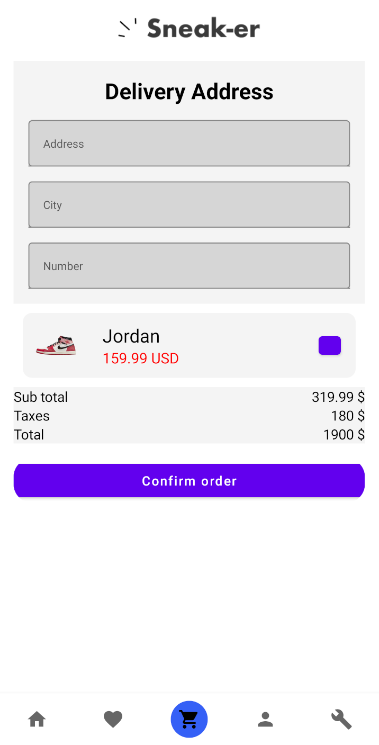 Sneak-er
Delivery Address
Address
City
Number
Jordan
159.99 USD
Sub total 319.99 $
Taxes 180 $
Total 1900 $
Confirm order